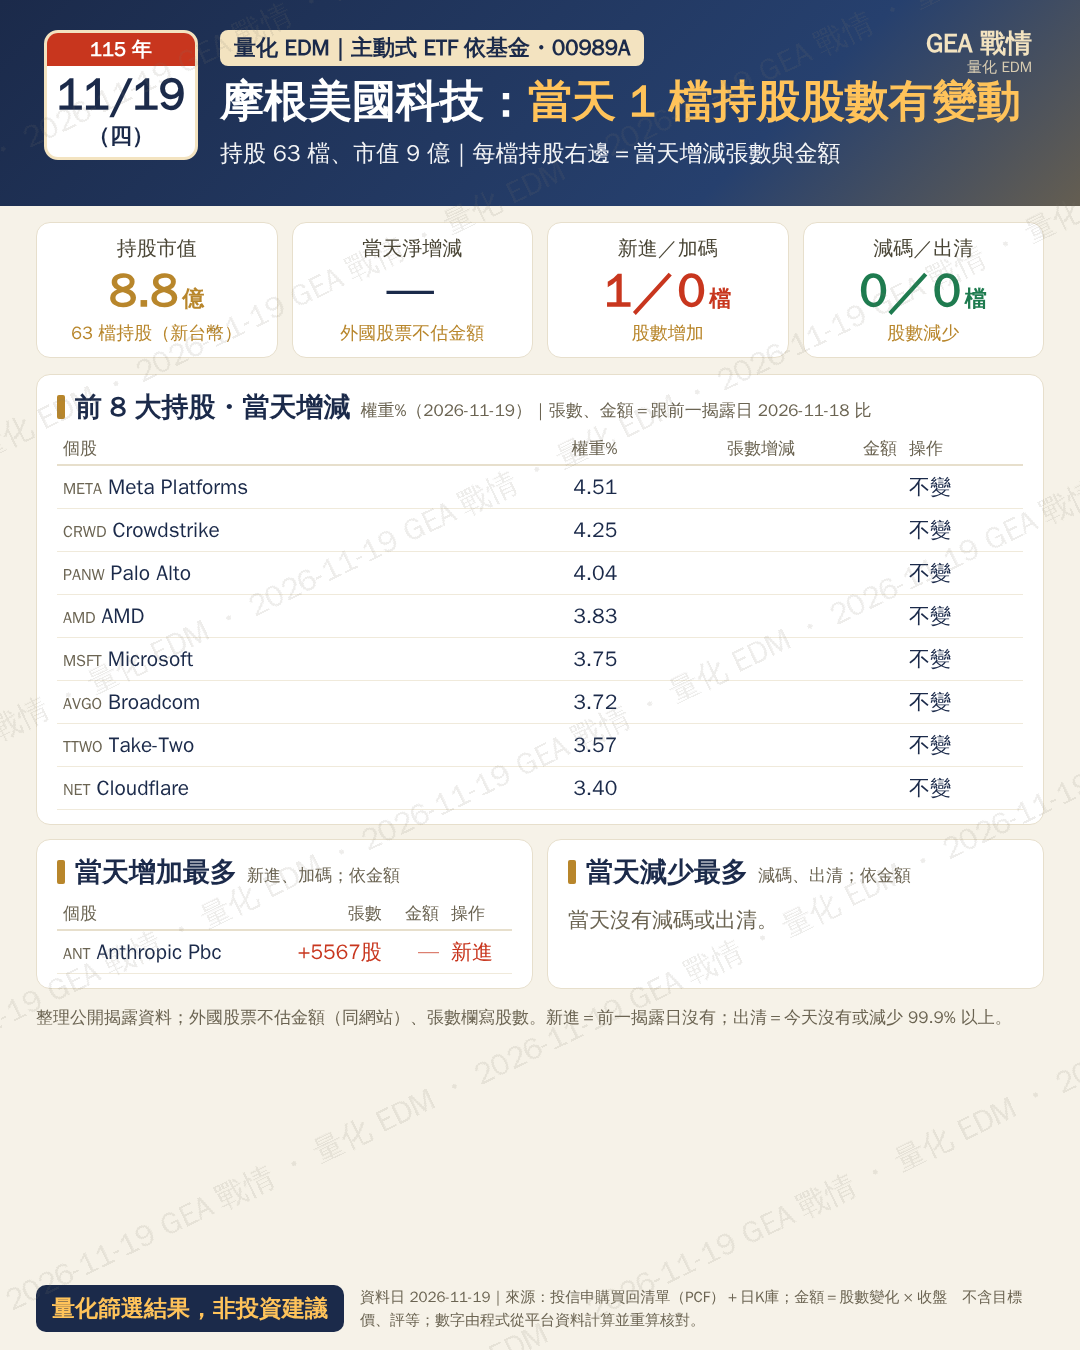 115 年
11/19
（四）
量化 EDM｜主動式 ETF 依基金・00989A
GEA 戰情
量化 EDM
摩根美國科技：當天 1 檔持股股數有變動
持股 63 檔、市值 9 億｜每檔持股右邊＝當天增減張數與金額
持股市值
8.8億
63 檔持股（新台幣）
當天淨增減
—
外國股票不估金額
新進／加碼
1／0檔
股數增加
減碼／出清
0／0檔
股數減少
前 8 大持股・當天增減 權重%（2026-11-19）｜張數、金額＝跟前一揭露日 2026-11-18 比
個股 權重% 張數增減 金額 操作
META Meta Platforms 4.51 不變
CRWD Crowdstrike 4.25 不變
PANW Palo Alto 4.04 不變
AMD AMD 3.83 不變
MSFT Microsoft 3.75 不變
AVGO Broadcom 3.72 不變
TTWO Take-Two 3.57 不變
NET Cloudflare 3.40 不變
當天增加最多 新進、加碼；依金額
個股 張數 金額 操作
ANT Anthropic Pbc +5567股 — 新進
當天減少最多 減碼、出清；依金額
當天沒有減碼或出清。
整理公開揭露資料；外國股票不估金額（同網站）、張數欄寫股數。新進＝前一揭露日沒有；出清＝今天沒有或減少 99.9% 以上。
量化篩選結果，非投資建議
資料日 2026-11-19｜來源：投信申購買回清單（PCF）＋日K庫；金額＝股數變化 × 收盤　不含目標
價、評等；數字由程式從平台資料計算並重算核對。
2026-11-19 GEA 戰情 ・ 量化 EDM